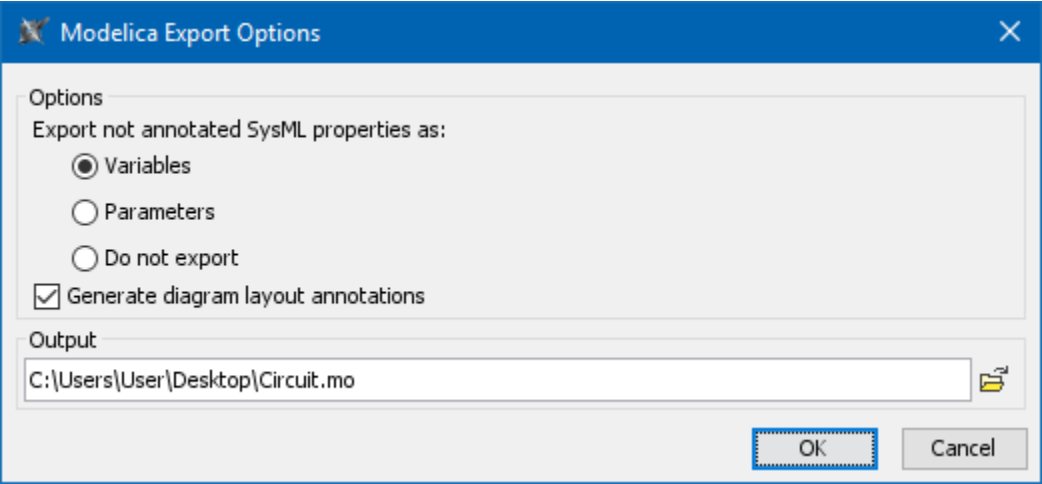 Modelica Export Options
Options
Export not annotated SysML properties as:
Variables
Parameters
Do not export
Generate diagram layout annotations
Output
C:\Users\User\Desktop\Circuit.mo
OK Cancel